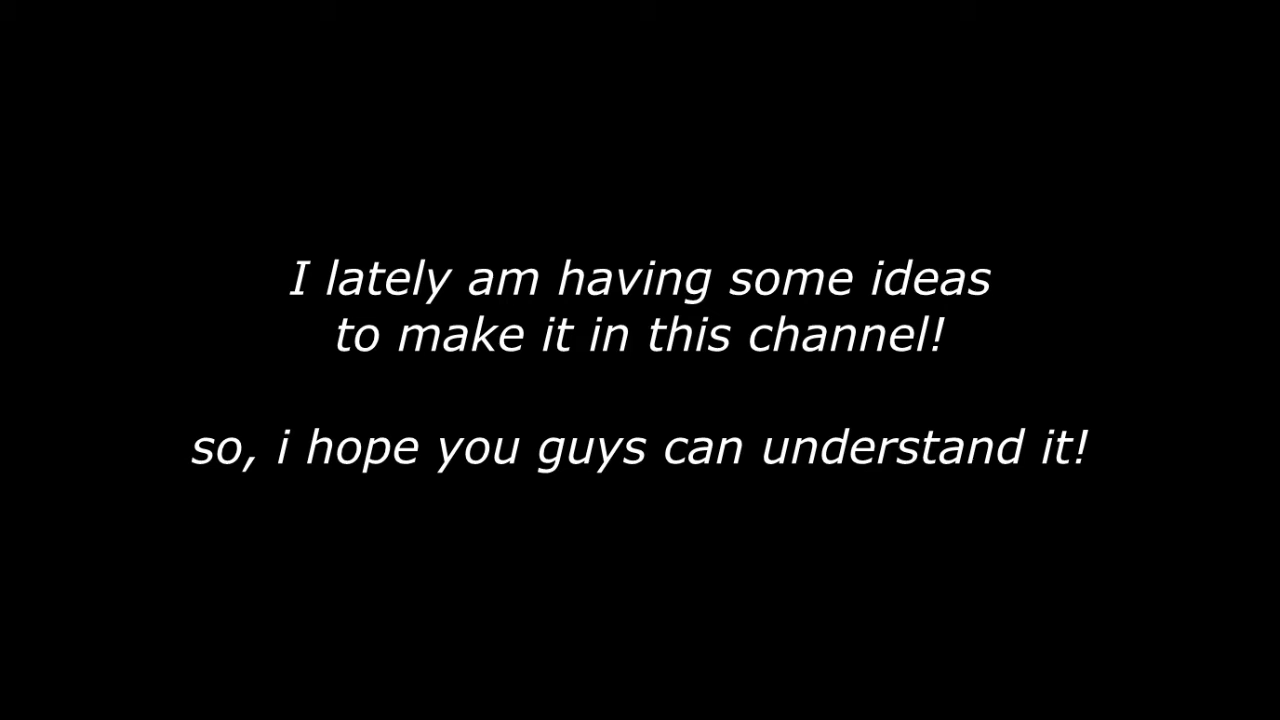 I lately am having some ideas
to make it in this channel!
so, i hope you guys can understand it!